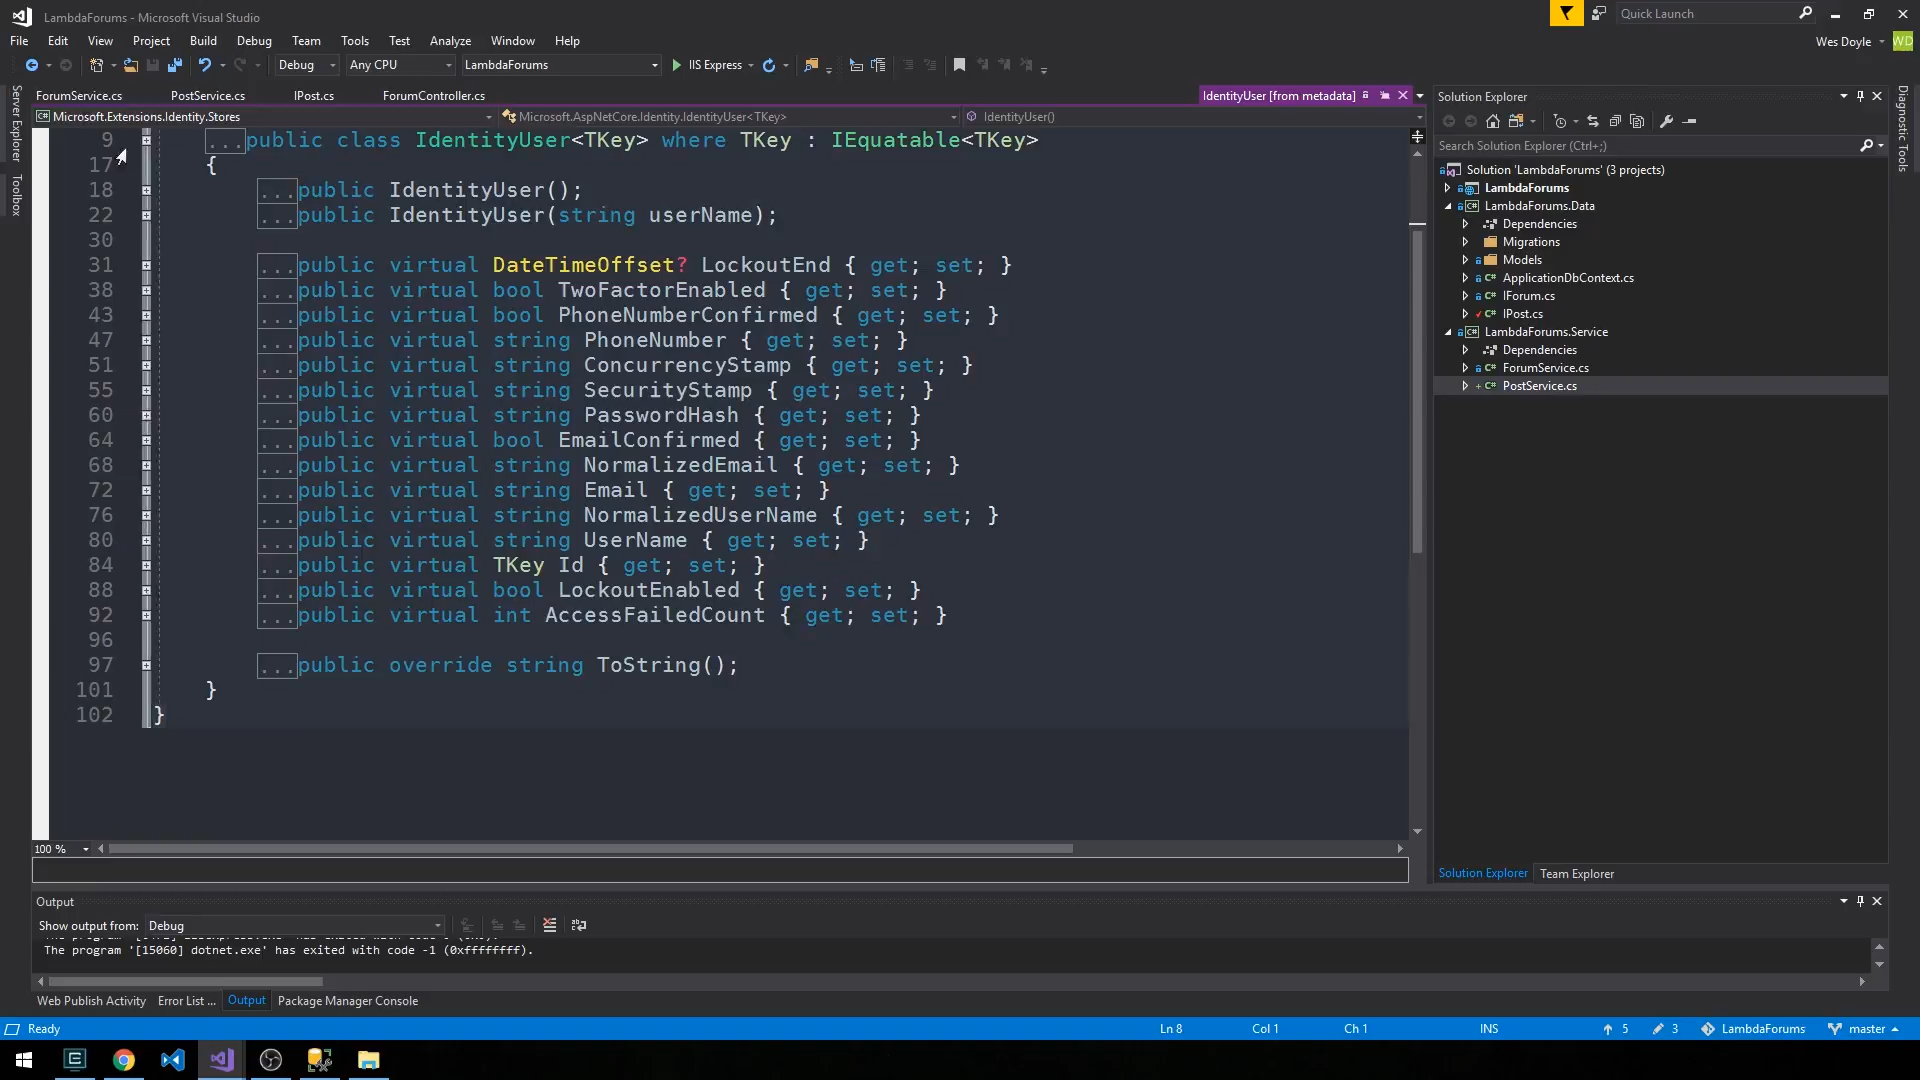 LambdaForums - Microsoft Visual Studio
Quick Launch
File Edit View Project Build Debug Team Tools Test Analyze Window Help
Wes Doyle WD
Debug Any CPU LambdaForums IIS Express
ForumService.cs PostService.cs IPost.cs ForumController.cs IdentityUser [from metadata]
Microsoft.Extensions.Identity.Stores Microsoft.AspNetCore.Identity.IdentityUser<TKey> IdentityUser()
Server Explorer
Toolbox
9 ...public class IdentityUser<TKey> where TKey : IEquatable<TKey>
17 {
18 ...public IdentityUser();
22 ...public IdentityUser(string userName);
30
31 ...public virtual DateTimeOffset? LockoutEnd { get; set; }
38 ...public virtual bool TwoFactorEnabled { get; set; }
43 ...public virtual bool PhoneNumberConfirmed { get; set; }
47 ...public virtual string PhoneNumber { get; set; }
51 ...public virtual string ConcurrencyStamp { get; set; }
55 ...public virtual string SecurityStamp { get; set; }
60 ...public virtual string PasswordHash { get; set; }
64 ...public virtual bool EmailConfirmed { get; set; }
68 ...public virtual string NormalizedEmail { get; set; }
72 ...public virtual string Email { get; set; }
76 ...public virtual string NormalizedUserName { get; set; }
80 ...public virtual string UserName { get; set; }
84 ...public virtual TKey Id { get; set; }
88 ...public virtual bool LockoutEnabled { get; set; }
92 ...public virtual int AccessFailedCount { get; set; }
96
97 ...public override string ToString();
101 }
102 }
100 %
Solution Explorer
Search Solution Explorer (Ctrl+;)
Solution 'LambdaForums' (3 projects)
LambdaForums
LambdaForums.Data
Dependencies
Migrations
Models
ApplicationDbContext.cs
IForum.cs
IPost.cs
LambdaForums.Service
Dependencies
ForumService.cs
PostService.cs
Solution Explorer Team Explorer
Diagnostic Tools
Output
Show output from: Debug
The program '[15060] dotnet.exe' has exited with code -1 (0xffffffff).
Web Publish Activity Error List ... Output Package Manager Console
Ready Ln 8 Col 1 Ch 1 INS 5 3 LambdaForums master